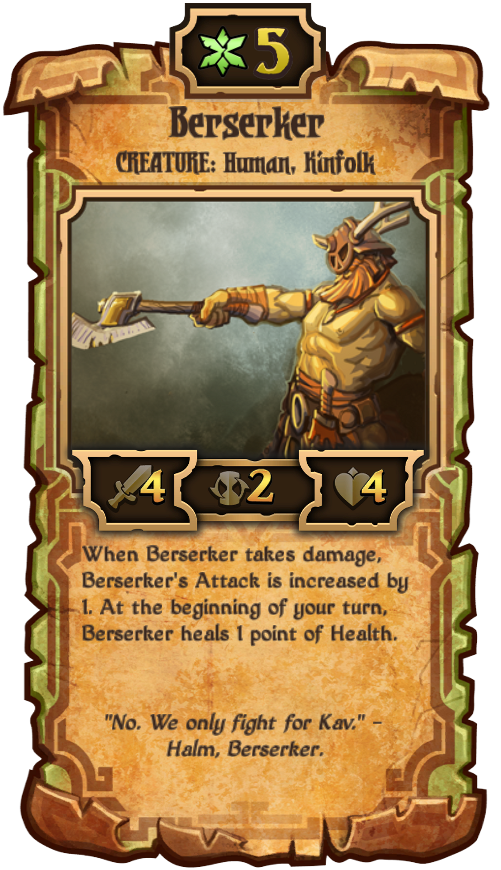 5
Berserker
CREATURE: Human, Kinfolk
4 2 4
When Berserker takes damage,
Berserker's Attack is increased by
1. At the beginning of your turn,
Berserker heals 1 point of Health.
"No. We only fight for Kav." –
Halm, Berserker.